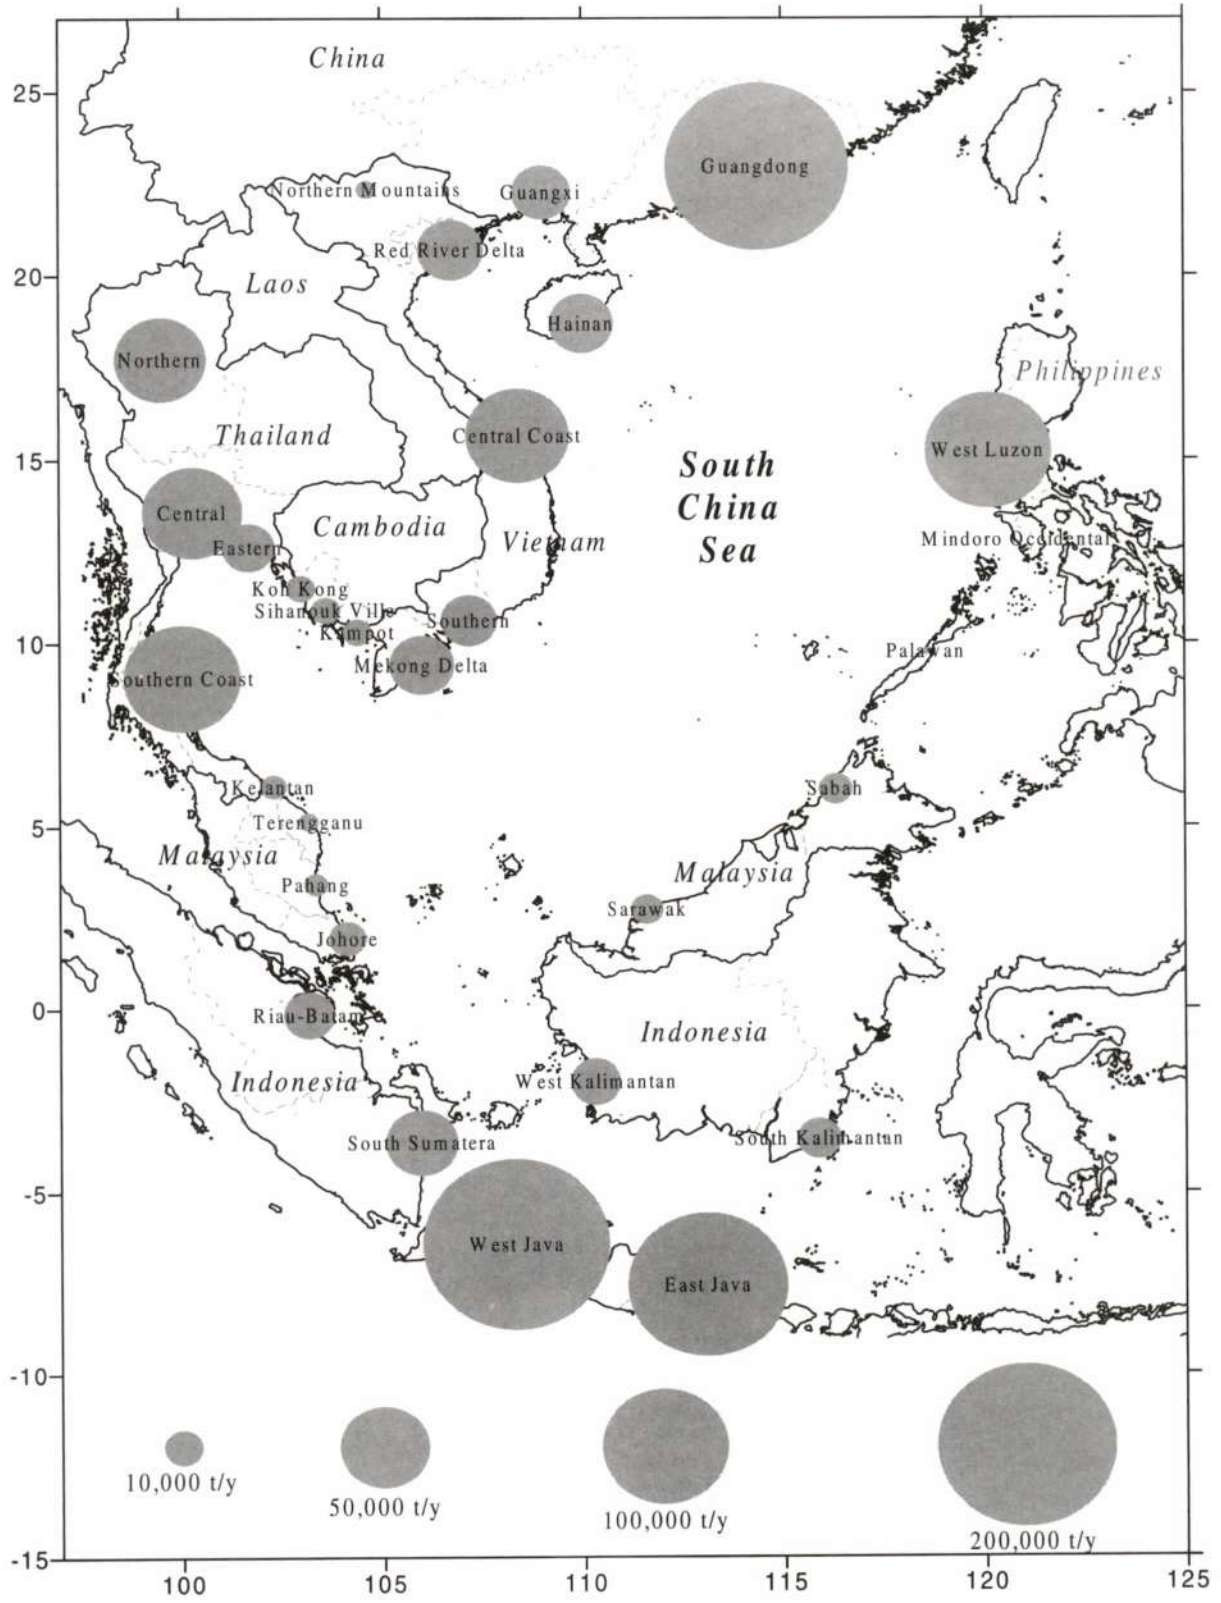 China
25
Guangdong
Northern Mountains
Guangxi
Red River Delta
20
Laos
Hainan
Northern
Philippines
Thailand
Central Coast
West Luzon
15
South
China
Sea
Central
Cambodia
Vietnam
Eastern
Mindoro Occidental
Koh Kong
Sihanouk Ville
Kampot
Southern
10
Mekong Delta
Palawan
Southern Coast
Kelantan
Sabah
Terengganu
5
Malaysia
Malaysia
Pahang
Sarawak
Johore
0
Riau-Batam
Indonesia
Indonesia
West Kalimantan
South Sumatera
South Kalimantan
-5
West Java
East Java
-10
10,000 t/y
50,000 t/y
100,000 t/y
200,000 t/y
-15
100 105 110 115 120 125